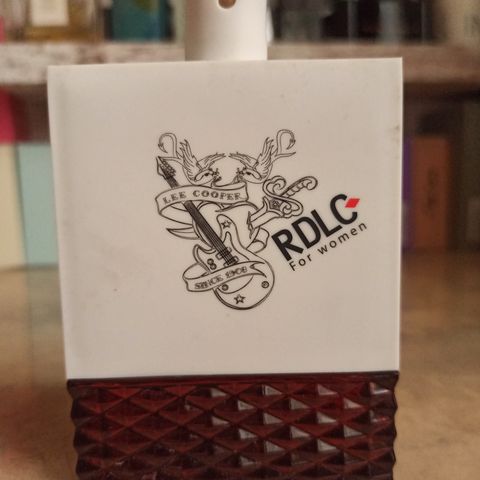 LEE COOPER
SINCE 1908
RDLC
For women